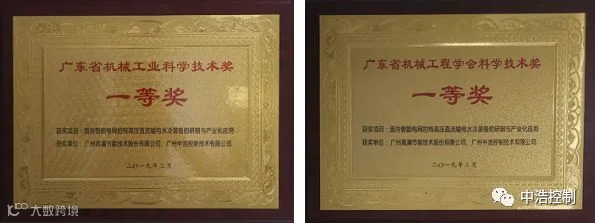 广东省机械工业科学技术奖
一等奖
获奖项目：面向智能电网的特高压直流输电水冷装备的研制与产业化应用
获奖单位：广州高澜节能技术股份有限公司、广州中浩控制技术有限公司
二〇一九年三月
大数跨境
广东省机械工程学会科学技术奖
一等奖
获奖项目：面向智能电网的特高压直流输电水冷装备的研制与产业化应用
获奖单位：广州高澜节能技术股份有限公司、广州中浩控制技术有限公司
二〇一九年三月
中浩控制